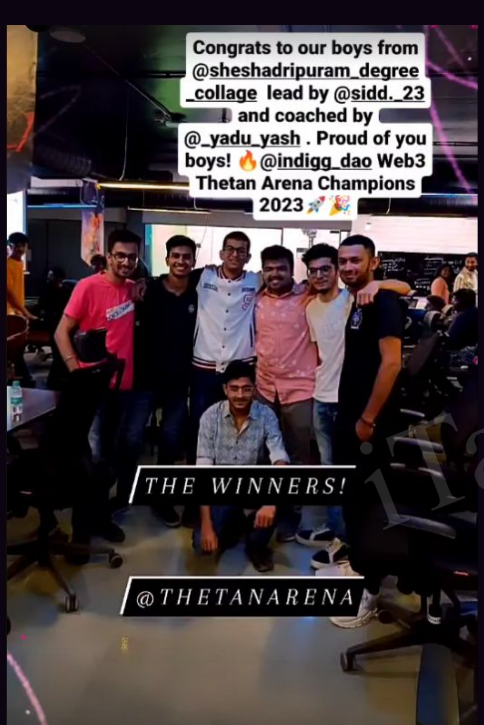 Congrats to our boys from
@sheshadripuram_degree
_collage lead by @sidd._23
and coached by
@_yadu_yash . Proud of you
boys! 🔥@indigg_dao Web3
Thetan Arena Champions
2023🚀🎉
THE WINNERS!
@THETANARENA
iTa